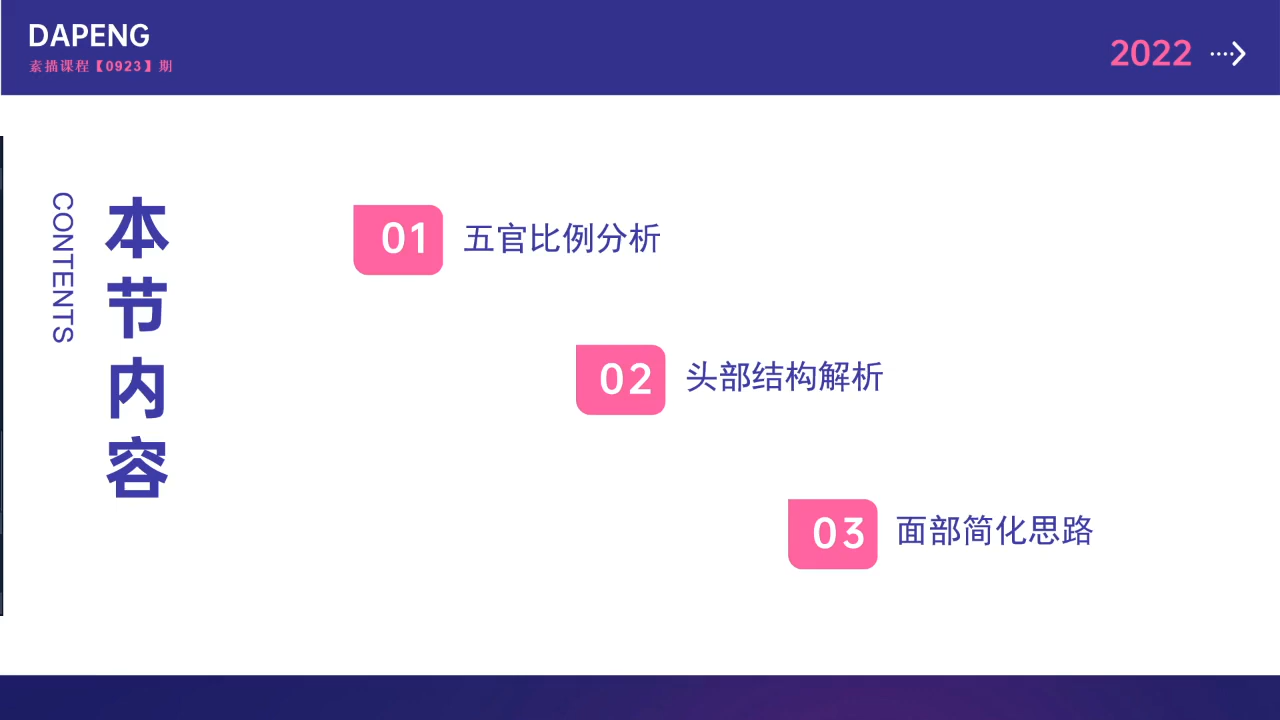 DAPENG
素描课程【0923】期
2022
CONTENTS
本节内容
01 五官比例分析
02 头部结构解析
03 面部简化思路